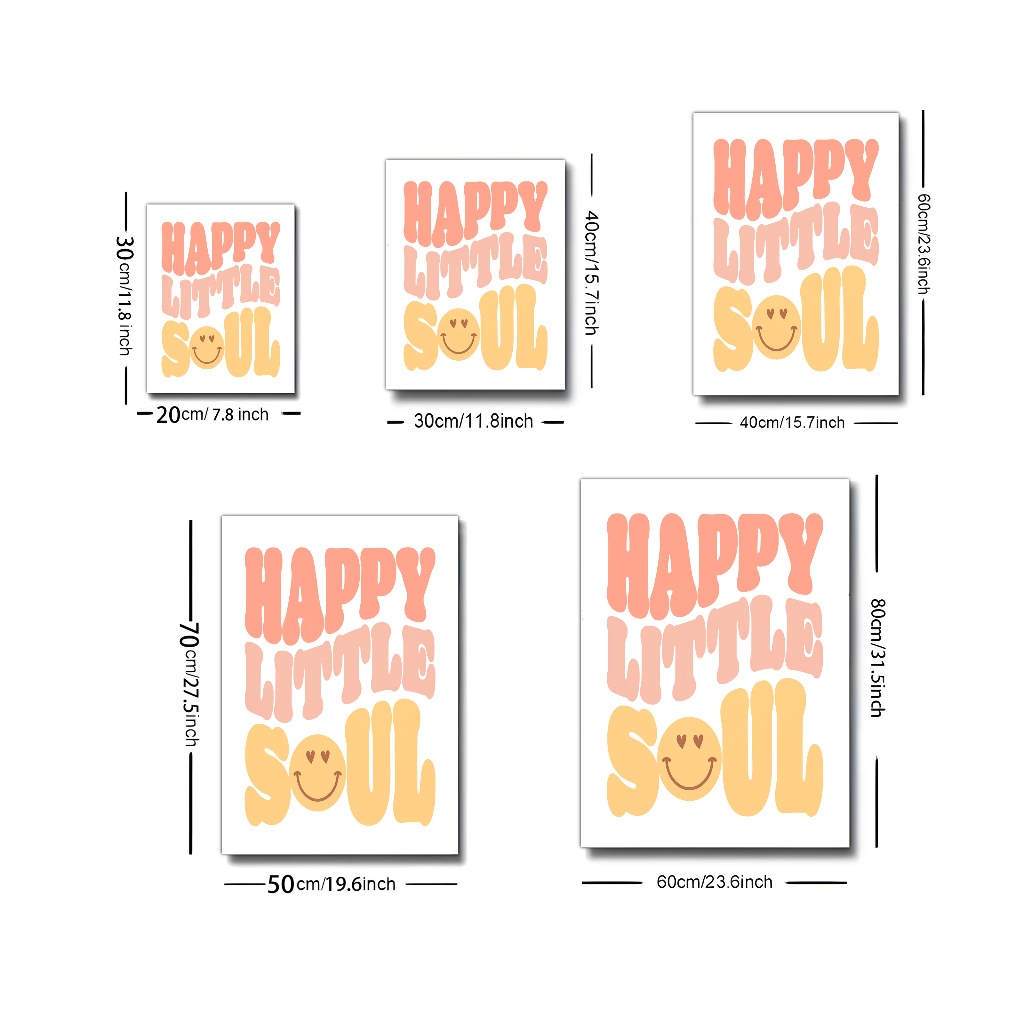 HAPPY
LITTLE
SOUL
30cm/11.8 inch
20cm/ 7.8 inch
HAPPY
LITTLE
SOUL
40cm/15.7inch
30cm/11.8inch
HAPPY
LITTLE
SOUL
60cm/23.6inch
40cm/15.7inch
HAPPY
LITTLE
SOUL
70cm/27.5inch
50cm/19.6inch
HAPPY
LITTLE
SOUL
80cm/31.5inch
60cm/23.6inch